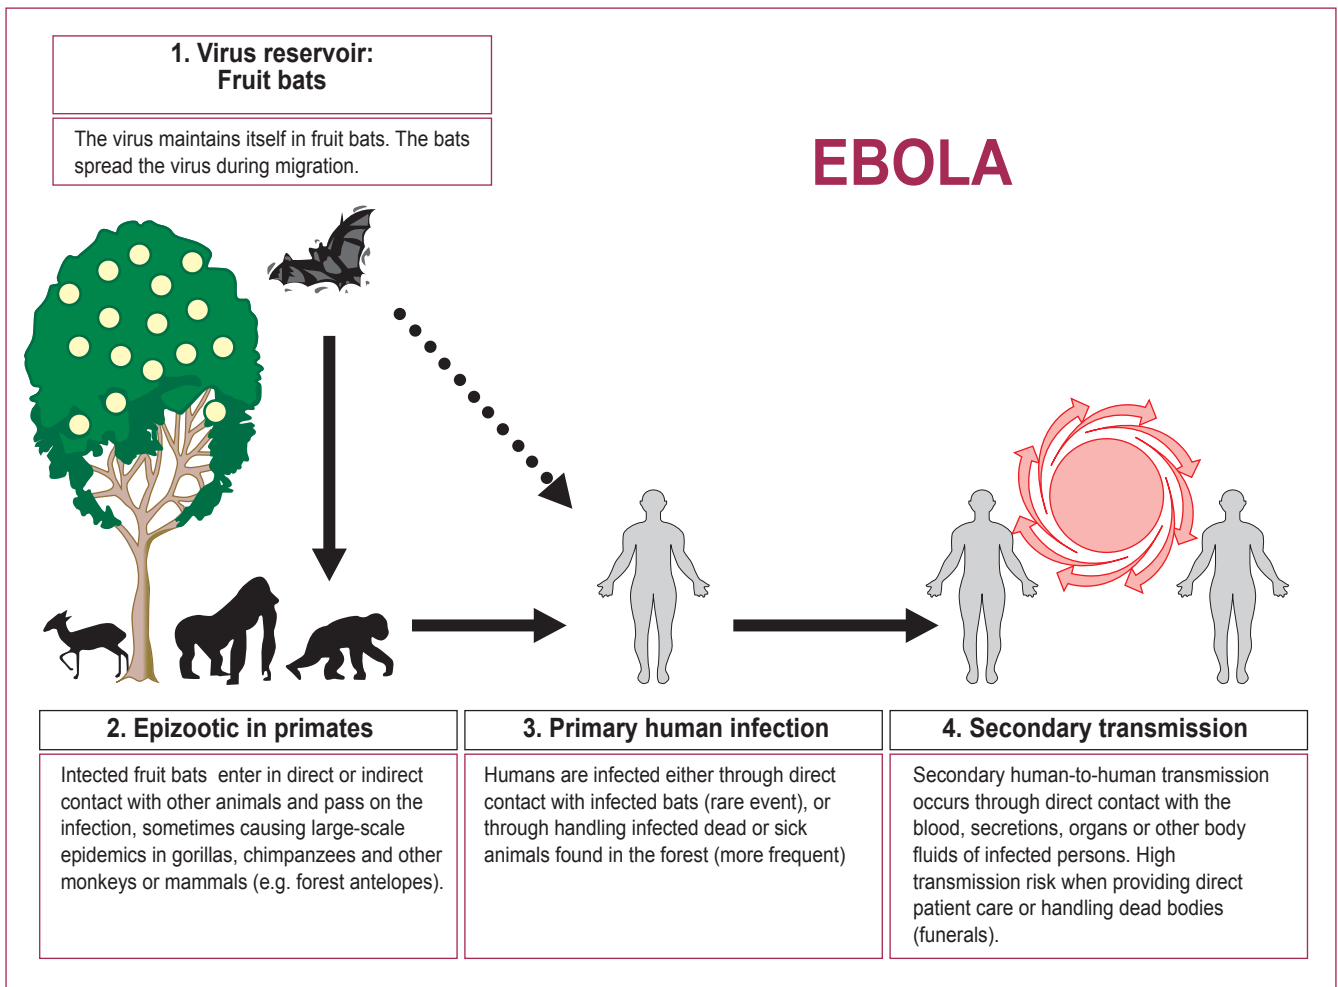 1. Virus reservoir:
Fruit bats
The virus maintains itself in fruit bats. The bats
spread the virus during migration.
EBOLA
2. Epizootic in primates
Intected fruit bats enter in direct or indirect
contact with other animals and pass on the
infection, sometimes causing large-scale
epidemics in gorillas, chimpanzees and other
monkeys or mammals (e.g. forest antelopes).
3. Primary human infection
Humans are infected either through direct
contact with infected bats (rare event), or
through handling infected dead or sick
animals found in the forest (more frequent)
4. Secondary transmission
Secondary human-to-human transmission
occurs through direct contact with the
blood, secretions, organs or other body
fluids of infected persons. High
transmission risk when providing direct
patient care or handling dead bodies
(funerals).